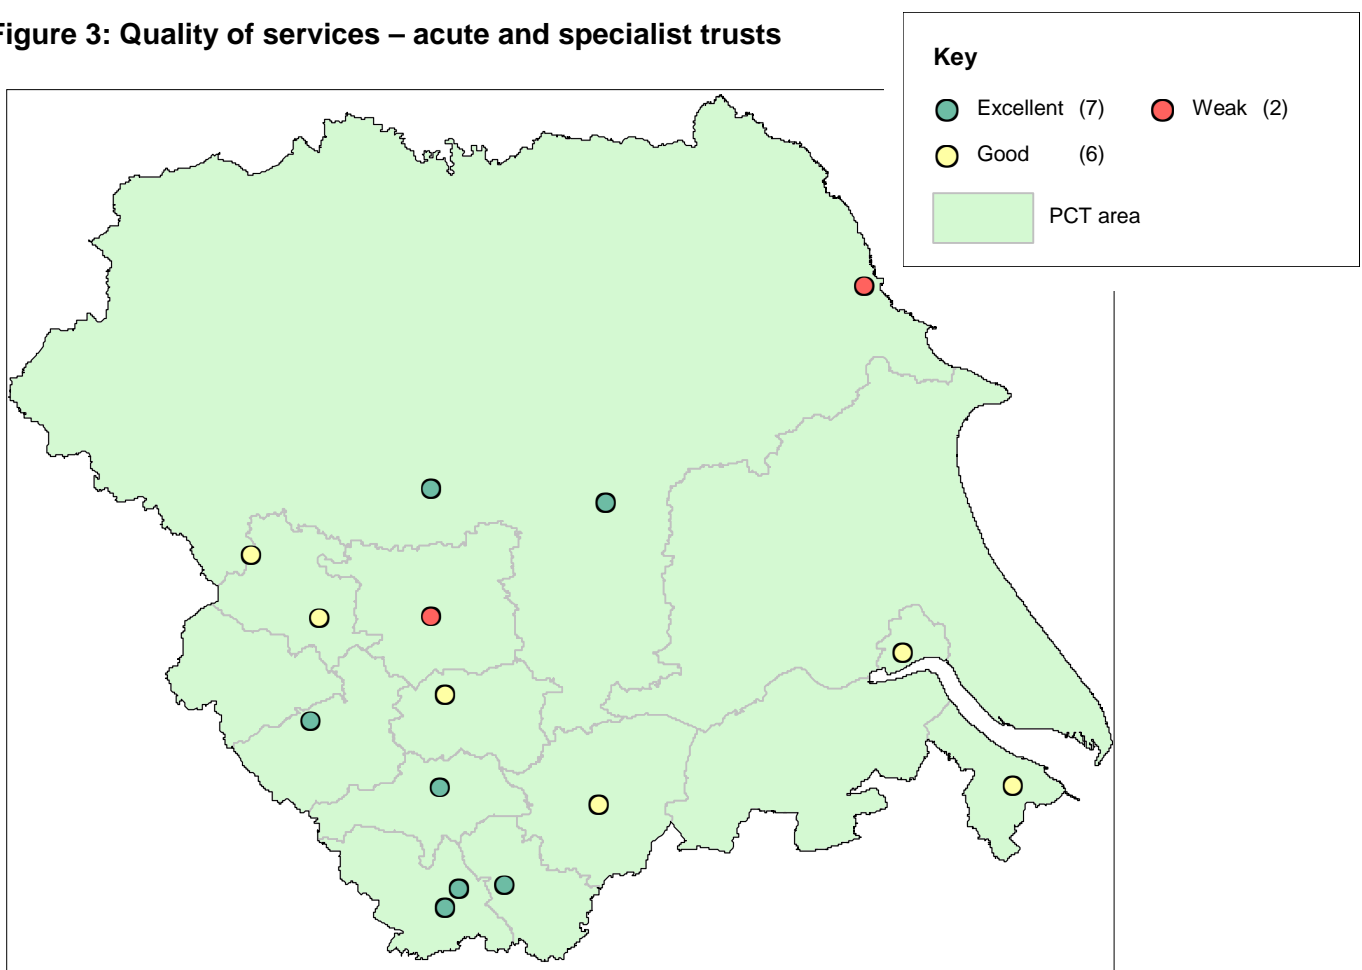 Figure 3: Quality of services – acute and specialist trusts
Key
Excellent (7) Weak (2)
Good (6)
PCT area